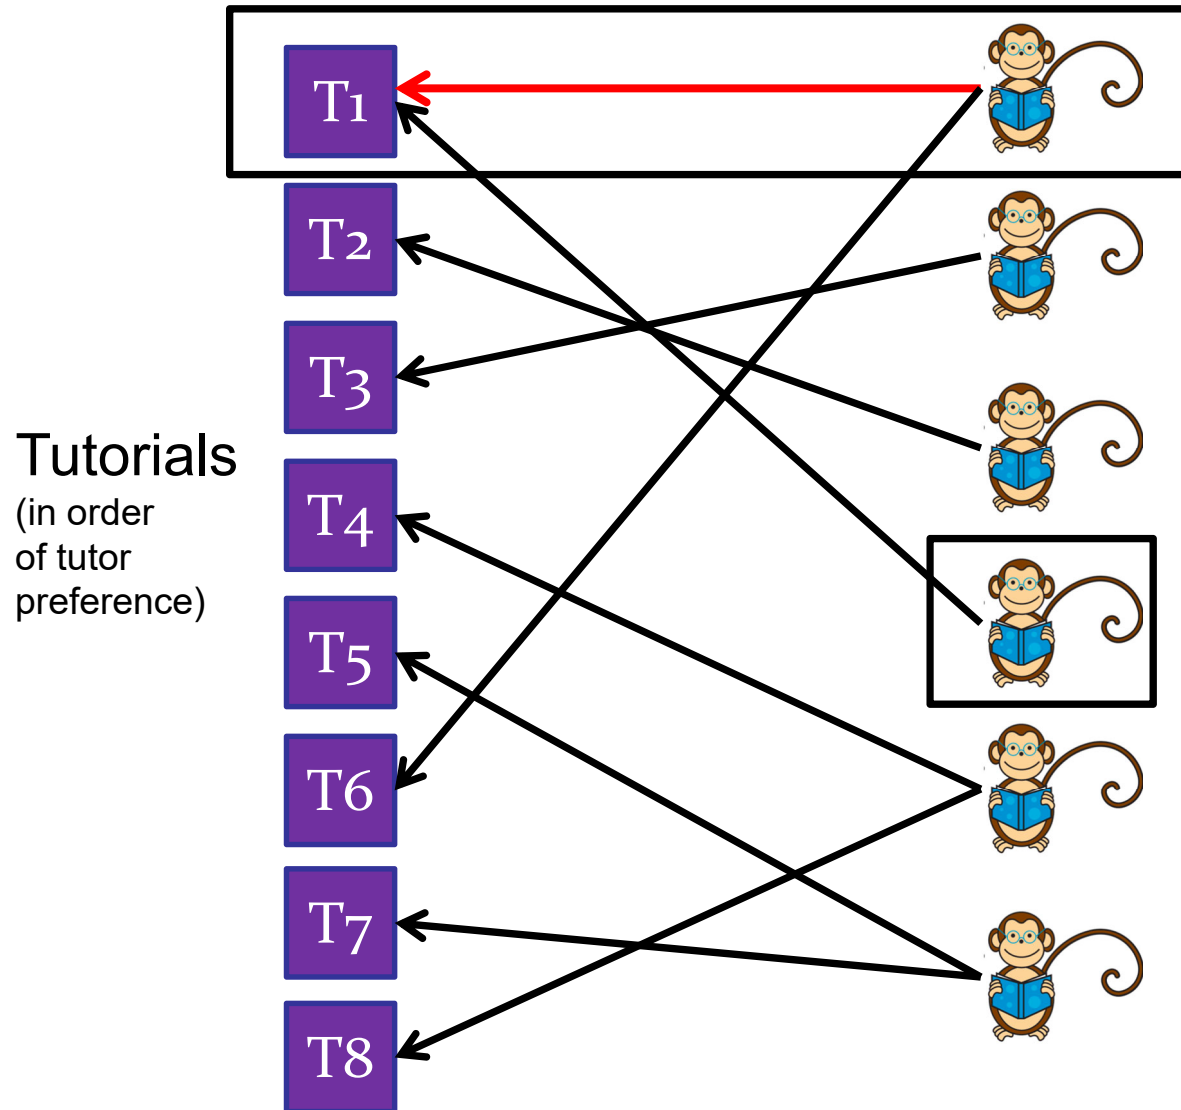 T1
T2
T3
Tutorials
(in order
of tutor
preference)
T4
T5
T6
T7
T8